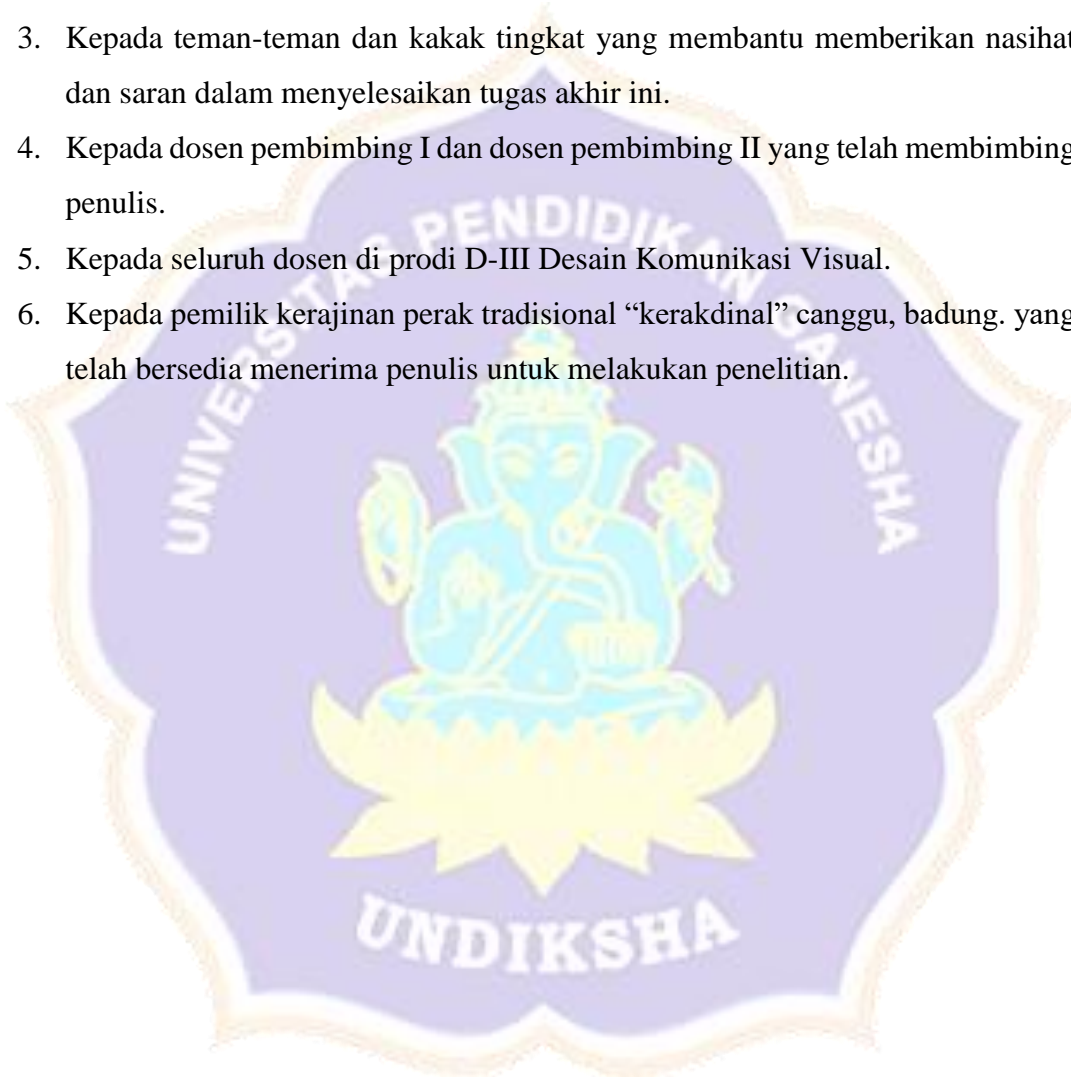 3. Kepada teman-teman dan kakak tingkat yang membantu memberikan nasihat
dan saran dalam menyelesaikan tugas akhir ini.
4. Kepada dosen pembimbing I dan dosen pembimbing II yang telah membimbing
penulis.
5. Kepada seluruh dosen di prodi D-III Desain Komunikasi Visual.
6. Kepada pemilik kerajinan perak tradisional “kerakdinal” canggu, badung. yang
telah bersedia menerima penulis untuk melakukan penelitian.
UNIVERSITAS PENDIDIKAN GANESHA
UNDIKSHA